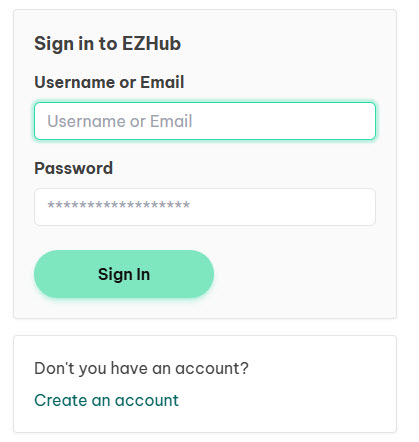 Sign in to EZHub
Username or Email
Username or Email
Password
******************
Sign In
Don't you have an account?
Create an account